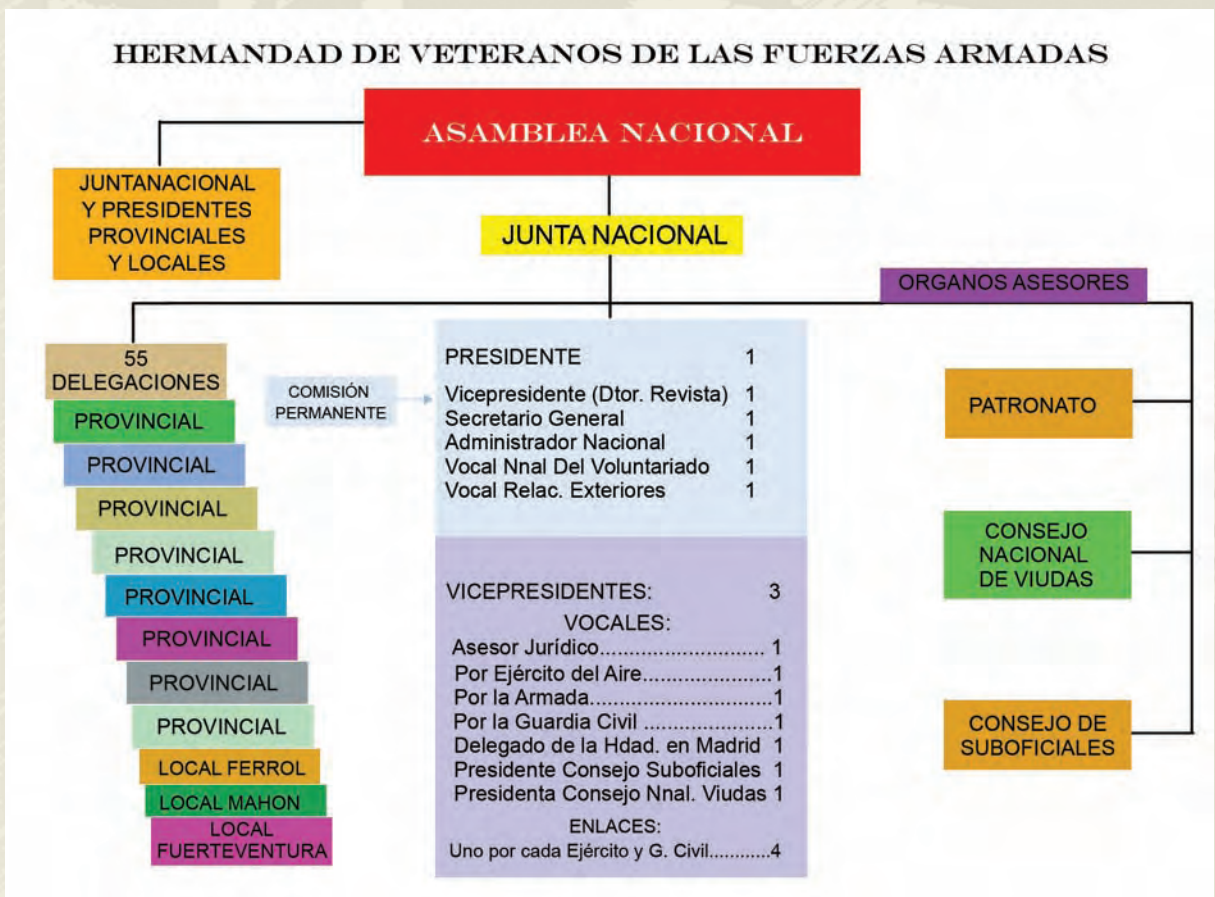 HERMANDAD DE VETERANOS DE LAS FUERZAS ARMADAS
ASAMBLEA NACIONAL
JUNTANACIONAL
Y PRESIDENTES
PROVINCIALES
Y LOCALES
JUNTA NACIONAL
ORGANOS ASESORES
55
DELEGACIONES
PROVINCIAL
PROVINCIAL
PROVINCIAL
PROVINCIAL
PROVINCIAL
PROVINCIAL
PROVINCIAL
PROVINCIAL
LOCAL FERROL
LOCAL MAHON
LOCAL
FUERTEVENTURA
COMISIÓN
PERMANENTE
PRESIDENTE 1
Vicepresidente (Dtor. Revista) 1
Secretario General 1
Administrador Nacional 1
Vocal Nnal Del Voluntariado 1
Vocal Relac. Exteriores 1
VICEPRESIDENTES: 3
VOCALES:
Asesor Jurídico............................ 1
Por Ejército del Aire......................1
Por la Armada...............................1
Por la Guardia Civil ......................1
Delegado de la Hdad. en Madrid 1
Presidente Consejo Suboficiales 1
Presidenta Consejo Nnal. Viudas 1
ENLACES:
Uno por cada Ejército y G. Civil............4
PATRONATO
CONSEJO
NACIONAL
DE VIUDAS
CONSEJO DE
SUBOFICIALES